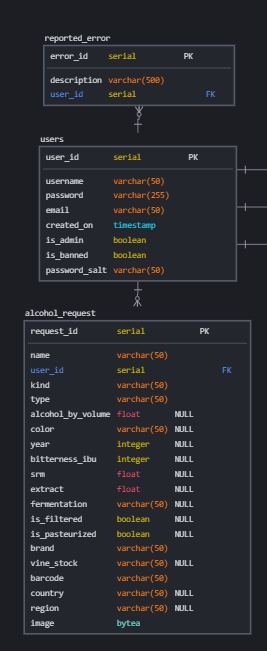 reported_error
error_id serial PK
description varchar(500)
user_id serial FK
users
user_id serial PK
username varchar(50)
password varchar(255)
email varchar(50)
created_on timestamp
is_admin boolean
is_banned boolean
password_salt varchar(50)
alcohol_request
request_id serial PK
name varchar(50)
user_id serial FK
kind varchar(50)
type varchar(50)
alcohol_by_volume float NULL
color varchar(50) NULL
year integer NULL
bitterness_ibu integer NULL
srm float NULL
extract float NULL
fermentation varchar(50) NULL
is_filtered boolean NULL
is_pasteurized boolean NULL
brand varchar(50)
vine_stock varchar(50) NULL
barcode varchar(50)
country varchar(50) NULL
region varchar(50) NULL
image bytea